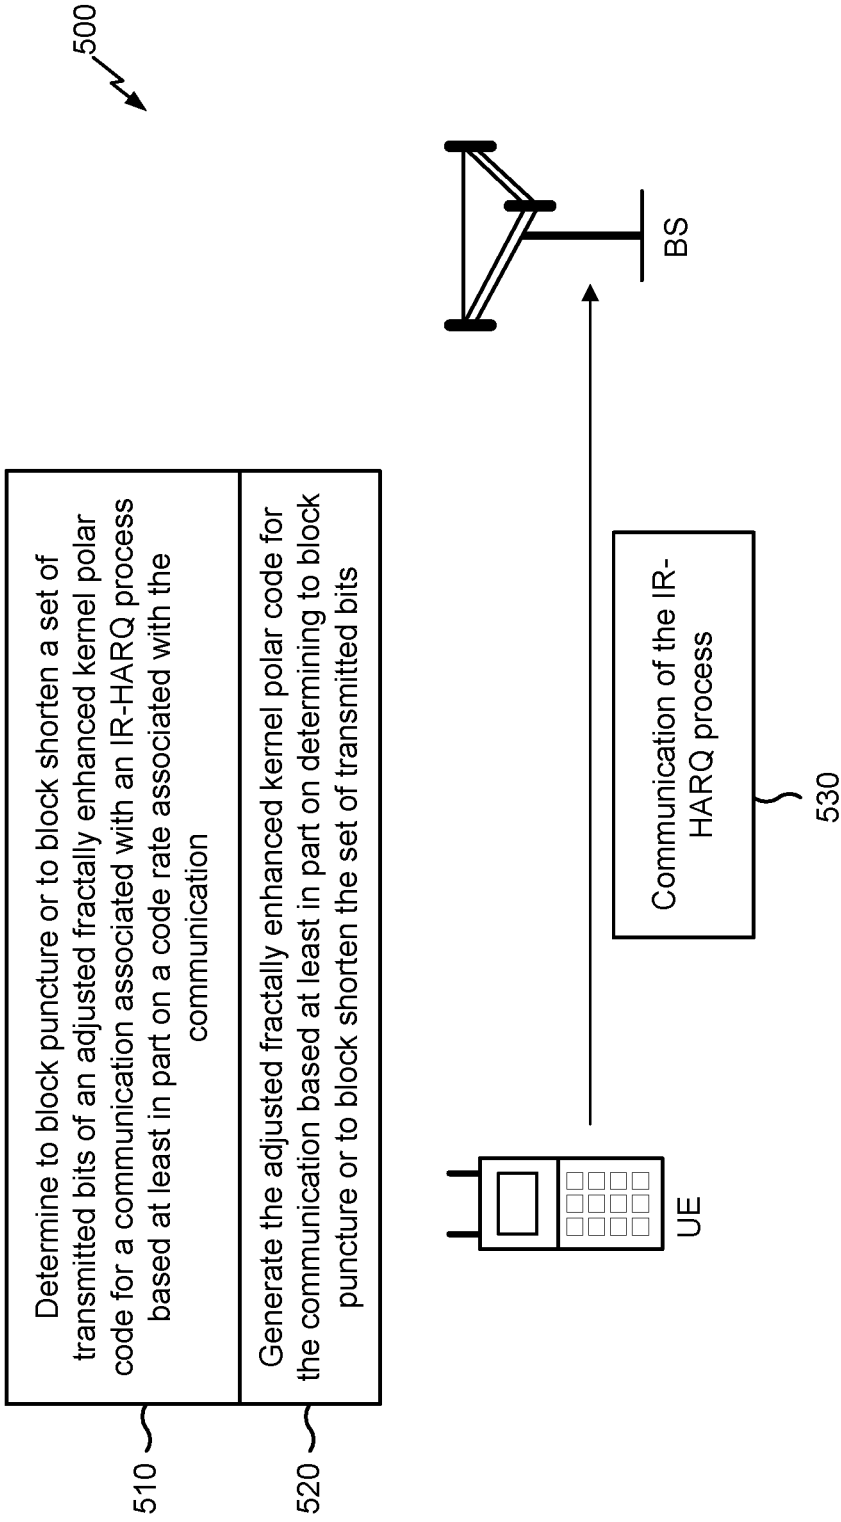 500
510
Determine to block puncture or to block shorten a set of
transmitted bits of an adjusted fractally enhanced kernel polar
code for a communication associated with an IR-HARQ process
based at least in part on a code rate associated with the
communication
520
Generate the adjusted fractally enhanced kernel polar code for
the communication based at least in part on determining to block
puncture or to block shorten the set of transmitted bits
UE
BS
Communication of the IR-
HARQ process
530